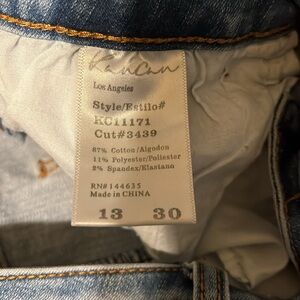 Kancan
Los Angeles
Style/Estilo#
KC11171
Cut#3439
87% Cotton/Algodon
11% Polyester/Poliester
2% Spandex/Elastano
RN#144635
Made in CHINA
13 30